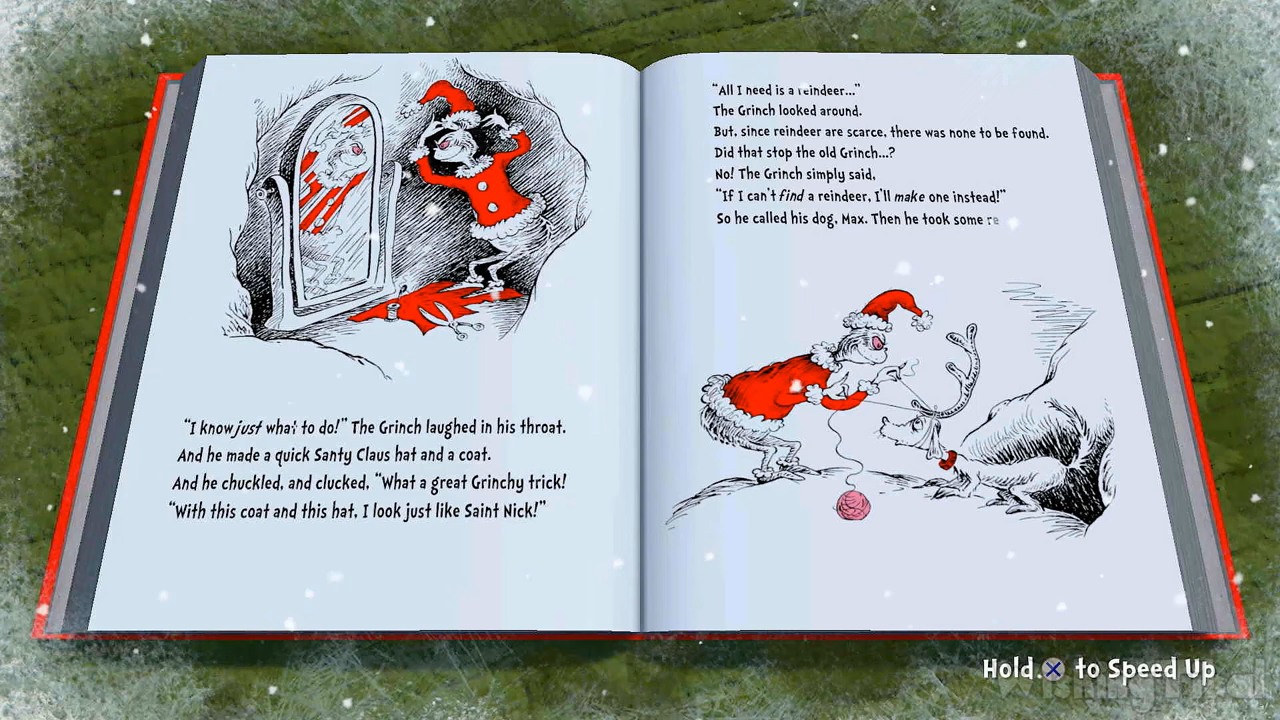 “I know just what to do!” The Grinch laughed in his throat.
And he made a quick Santy Claus hat and a coat.
And he chuckled, and clucked, “What a great Grinchy trick!
“With this coat and this hat, I look just like Saint Nick!”
“All I need is a reindeer...”
The Grinch looked around.
But, since reindeer are scarce, there was none to be found.
Did that stop the old Grinch...?
No! The Grinch simply said,
“If I can’t find a reindeer, I’ll make one instead!”
So he called his dog, Max. Then he took some re
Hold to Speed Up